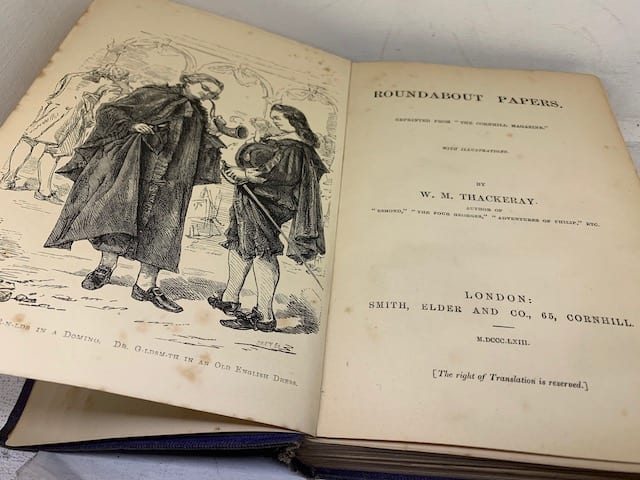 N-LDS IN A DOMINO. DR. G-LDSM-TH IN AN OLD ENGLISH DRESS.
ROUNDABOUT PAPERS.
REPRINTED FROM "THE CORNHILL MAGAZINE."
WITH ILLUSTRATIONS.
BY
W. M. THACKERAY.
AUTHOR OF
"ESMOND," "THE FOUR GEORGES," "ADVENTURES OF PHILIP," ETC.
LONDON:
SMITH, ELDER AND CO., 65, CORNHILL.
M.DCCC.LXIII.
[The right of Translation is reserved.]